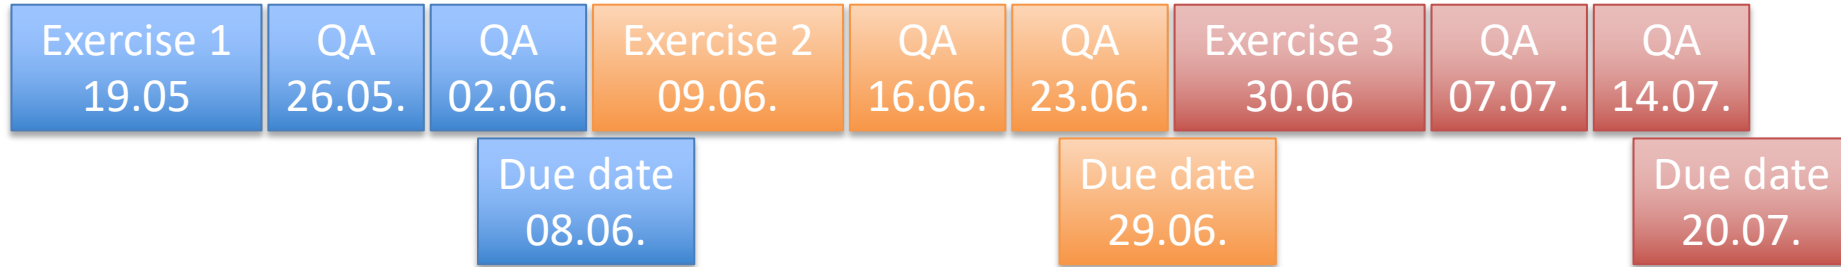 Exercise 1
19.05
QA
26.05.
QA
02.06.
Exercise 2
09.06.
QA
16.06.
QA
23.06.
Exercise 3
30.06
QA
07.07.
QA
14.07.
Due date
08.06.
Due date
29.06.
Due date
20.07.